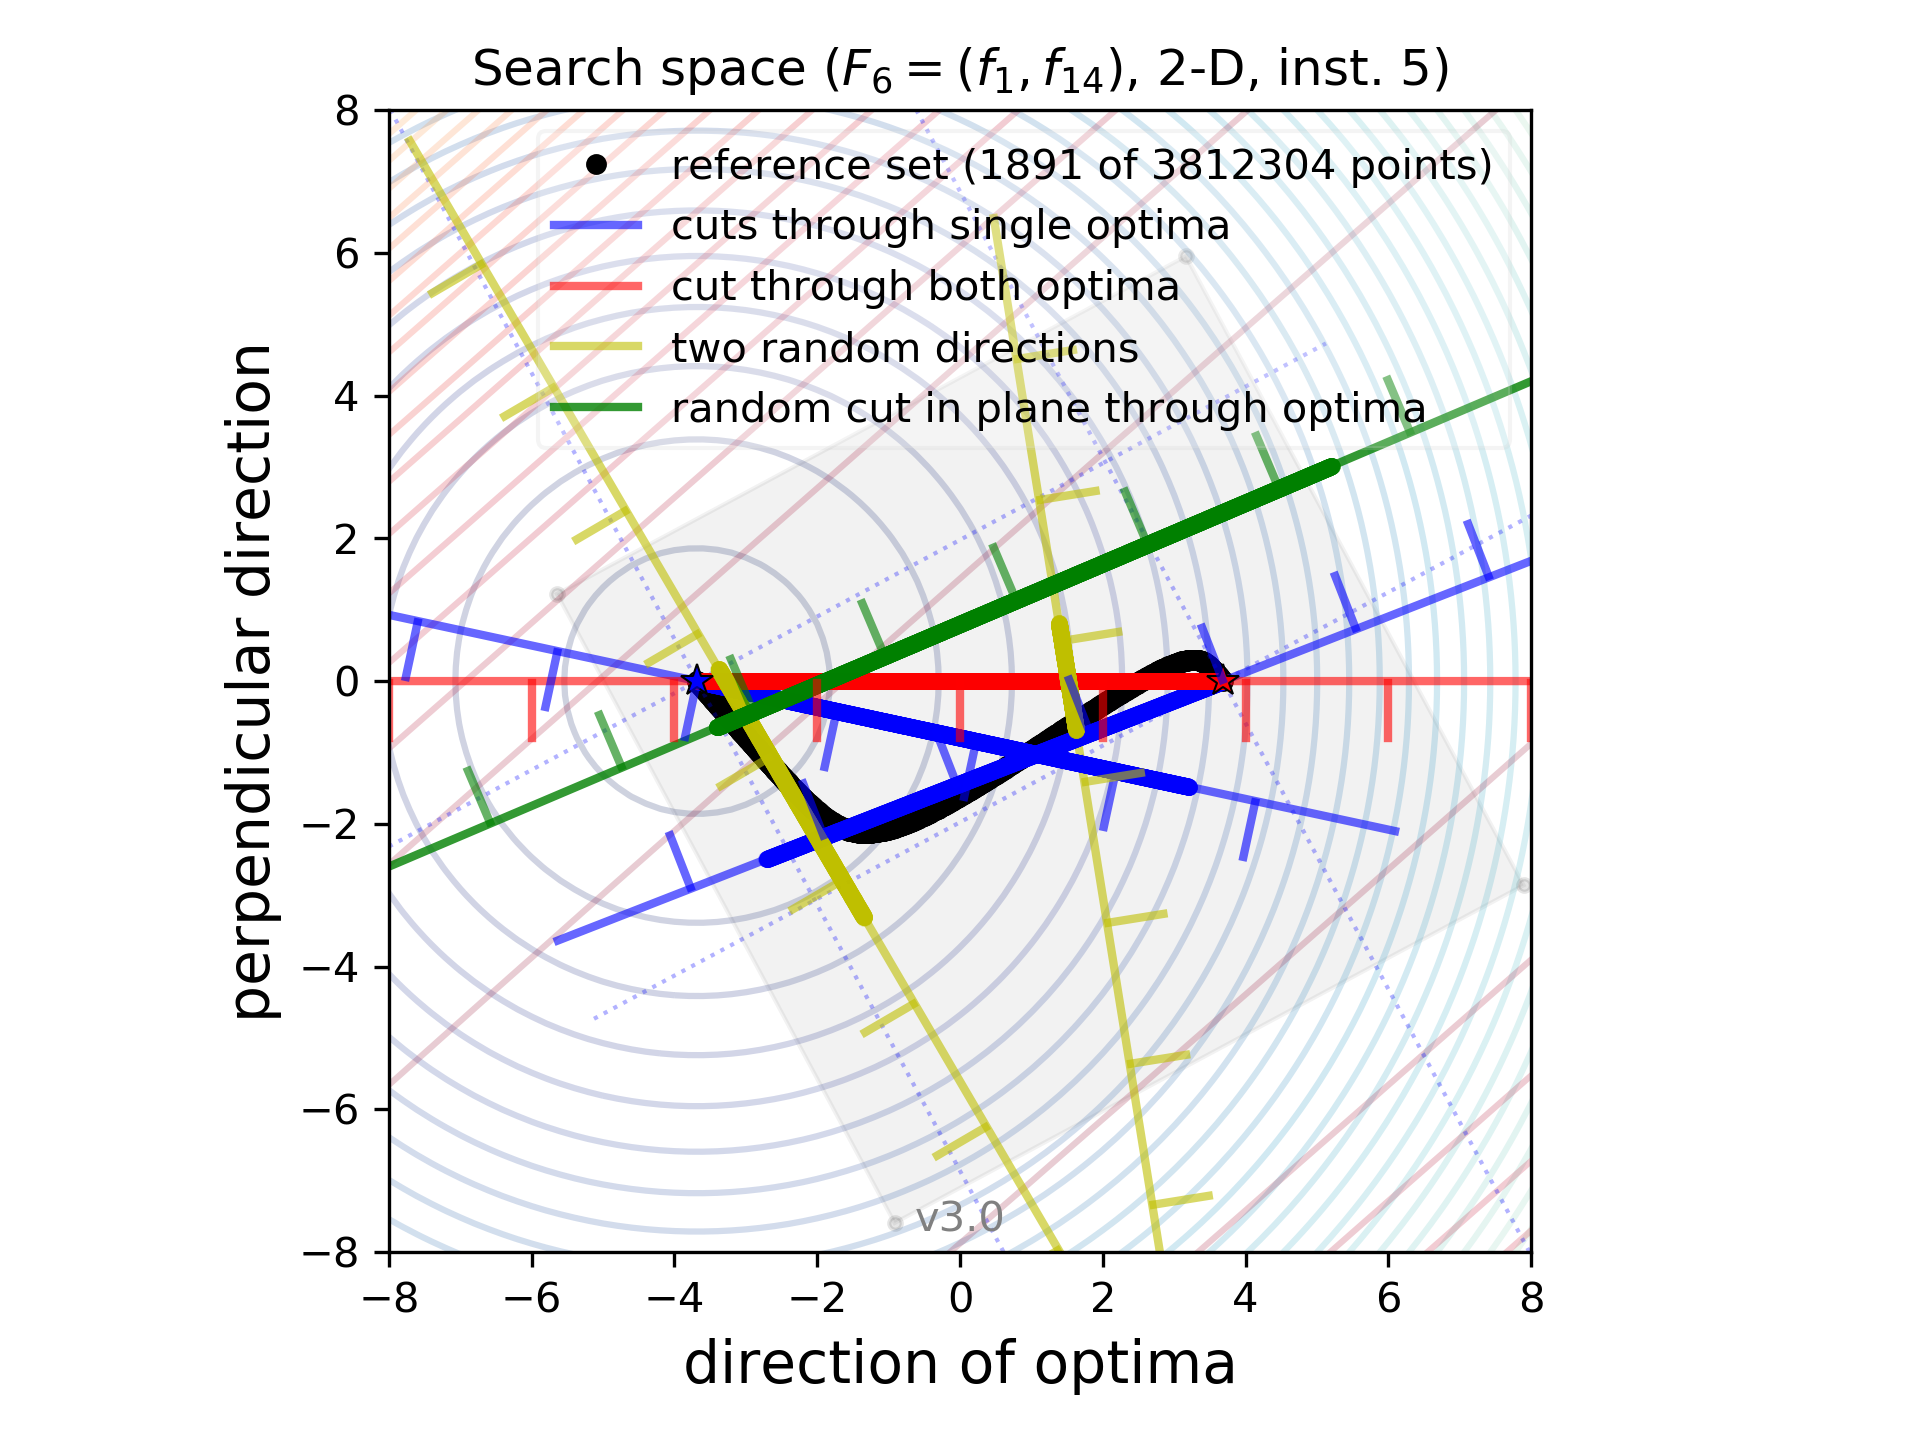 Search space (F₆ = (f₁, f₁₄), 2-D, inst. 5)
reference set (1891 of 3812304 points)
cuts through single optima
cut through both optima
two random directions
random cut in plane through optima
perpendicular direction
8
6
4
2
0
−2
−4
−6
−8
v3.0
−8 −6 −4 −2 0 2 4 6 8
direction of optima